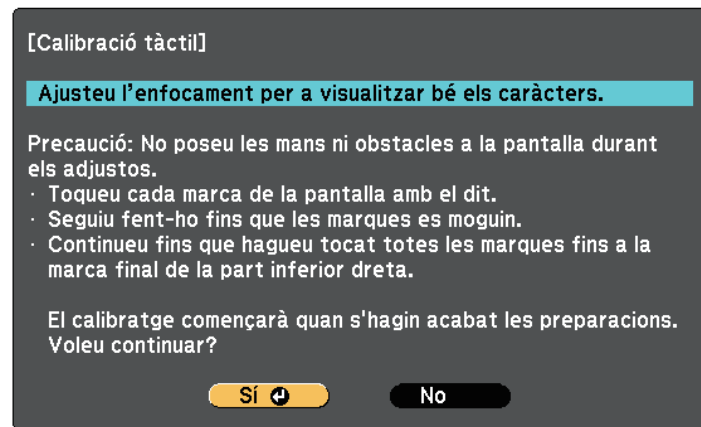 [Calibració tàctil]
Ajusteu l'enfocament per a visualitzar bé els caràcters.
Precaució: No poseu les mans ni obstacles a la pantalla durant
els adjustos.
· Toqueu cada marca de la pantalla amb el dit.
· Seguiu fent-ho fins que les marques es moguin.
· Continueu fins que hagueu tocat totes les marques fins a la
marca final de la part inferior dreta.
El calibratge començarà quan s'hagin acabat les preparacions.
Voleu continuar?
Sí
No